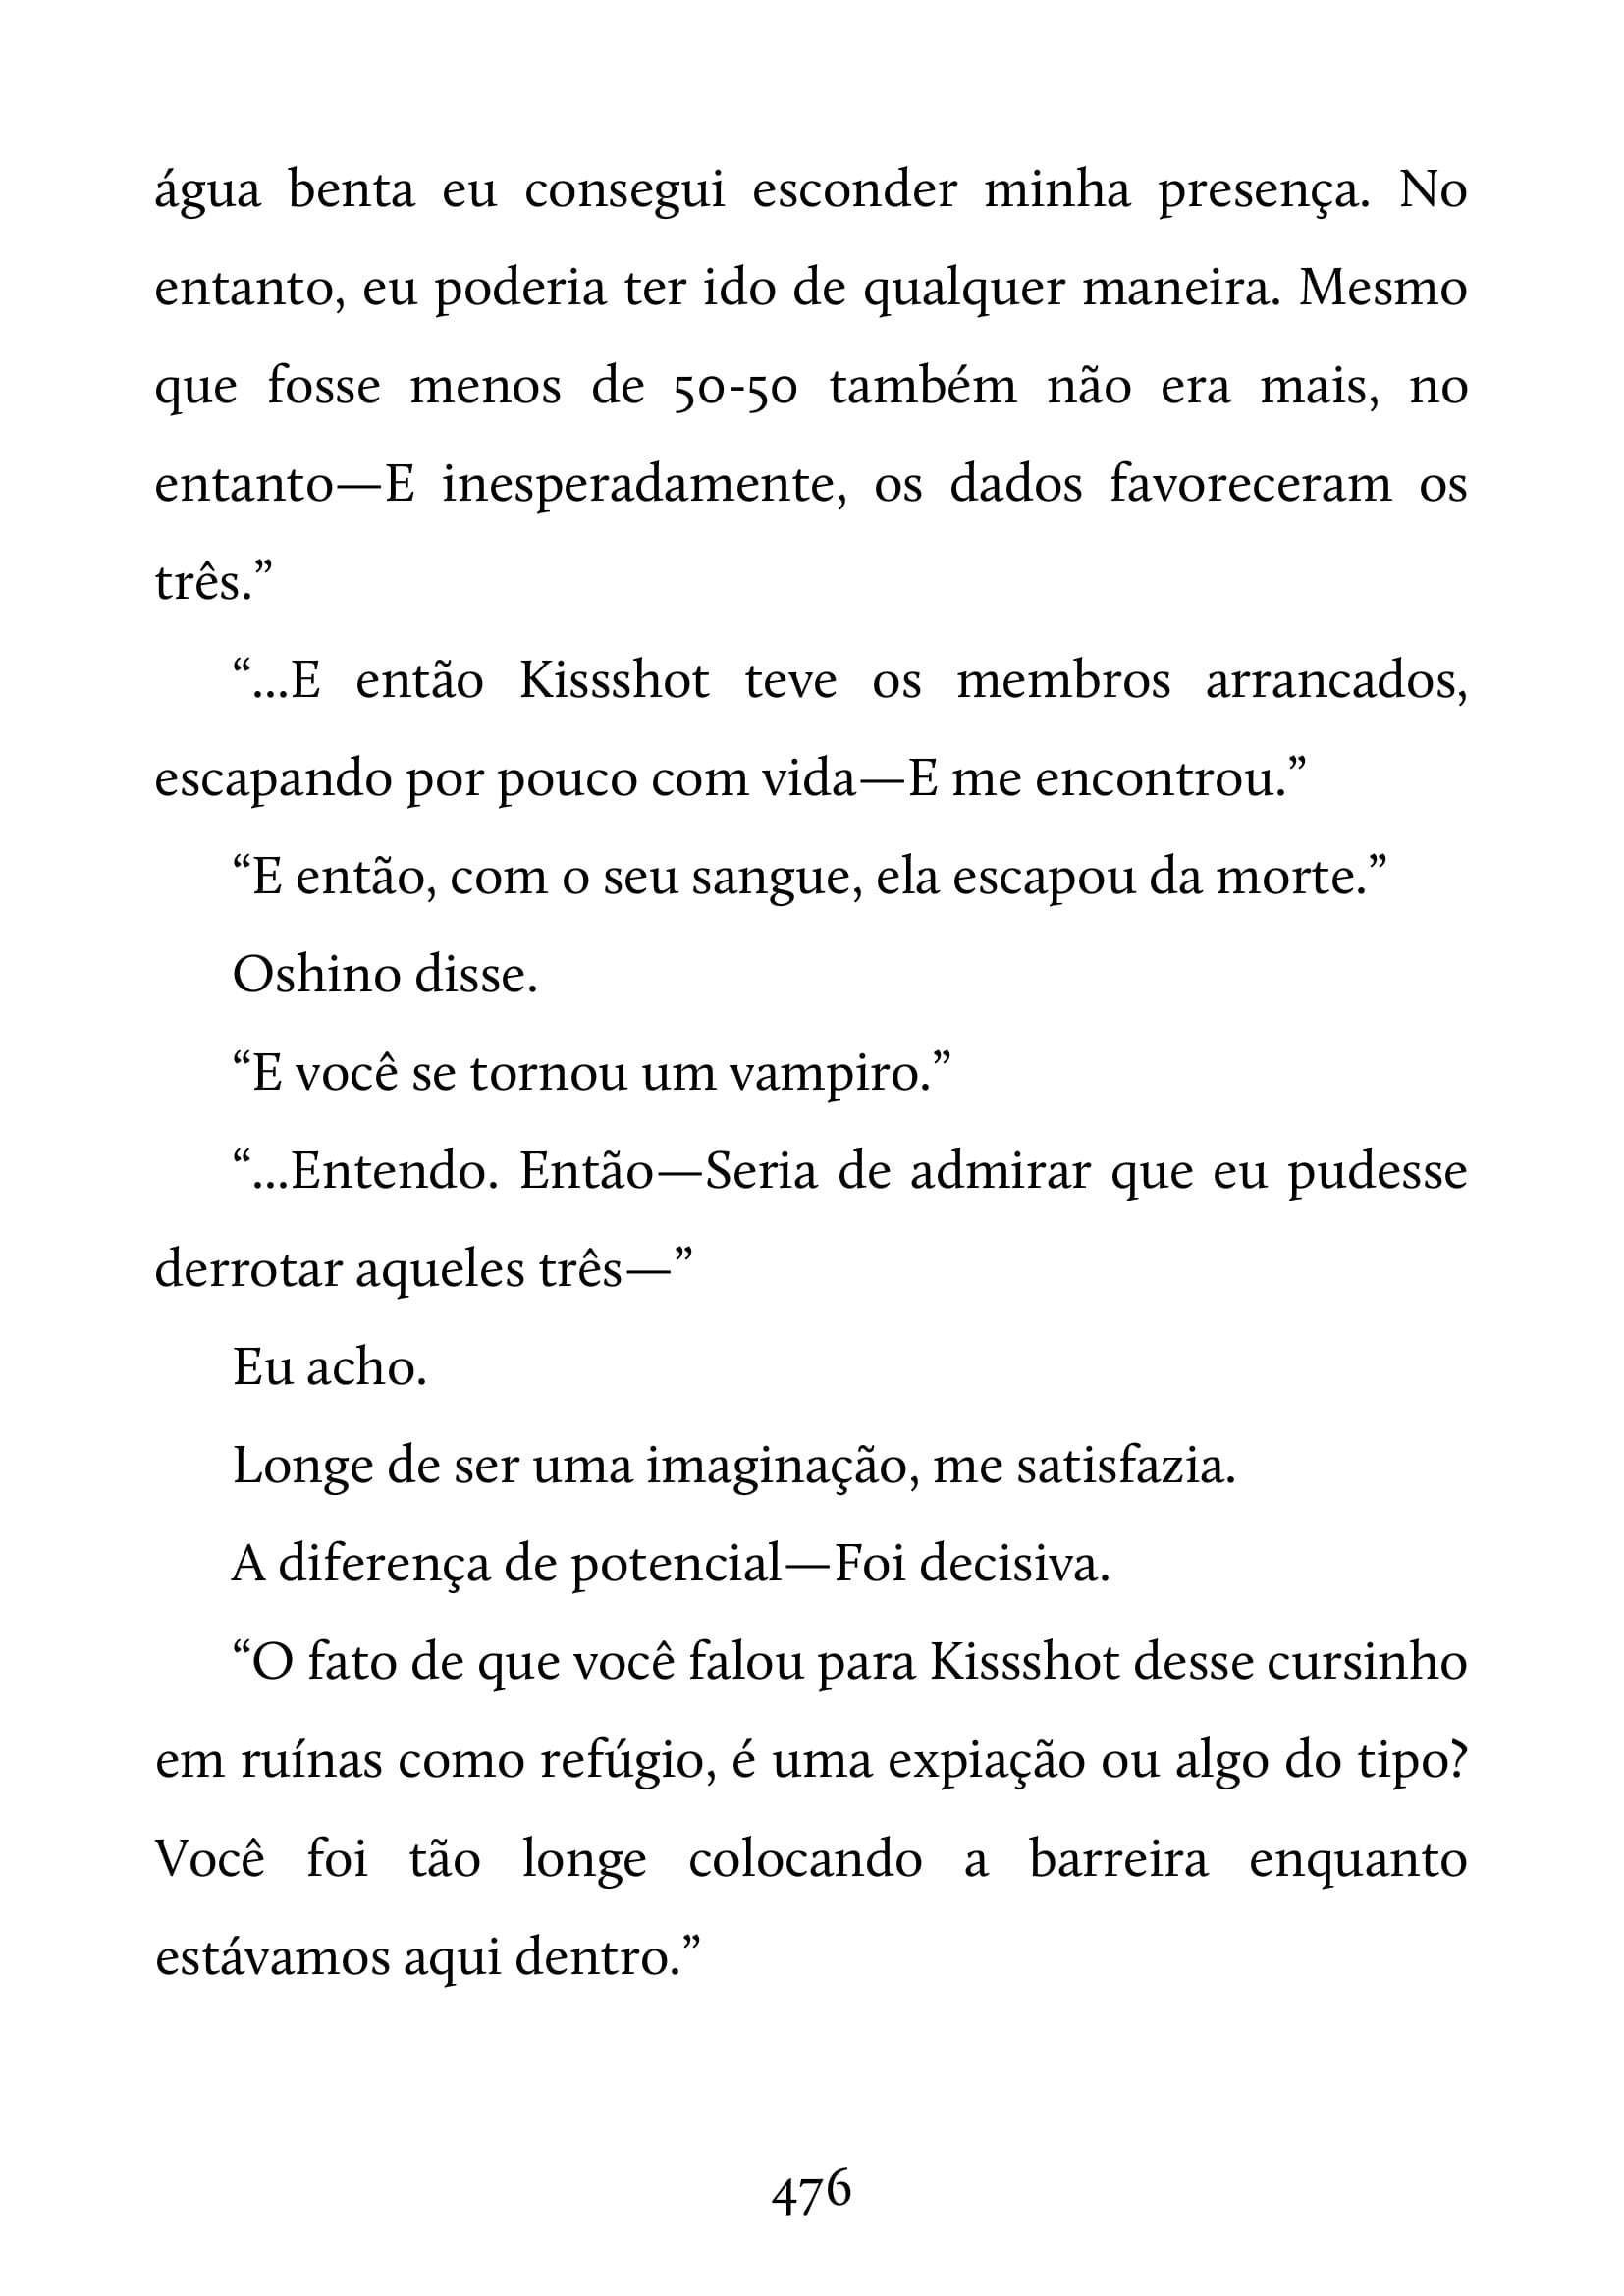 água benta eu consegui esconder minha presença. No
entanto, eu poderia ter ido de qualquer maneira. Mesmo
que fosse menos de 50-50 também não era mais, no
entanto—E inesperadamente, os dados favoreceram os
três.”
“...E então Kissshot teve os membros arrancados,
escapando por pouco com vida—E me encontrou.”
“E então, com o seu sangue, ela escapou da morte.”
Oshino disse.
“E você se tornou um vampiro.”
“...Entendo. Então—Seria de admirar que eu pudesse
derrotar aqueles três—”
Eu acho.
Longe de ser uma imaginação, me satisfazia.
A diferença de potencial—Foi decisiva.
“O fato de que você falou para Kissshot desse cursinho
em ruínas como refúgio, é uma expiação ou algo do tipo?
Você foi tão longe colocando a barreira enquanto
estávamos aqui dentro.”
476